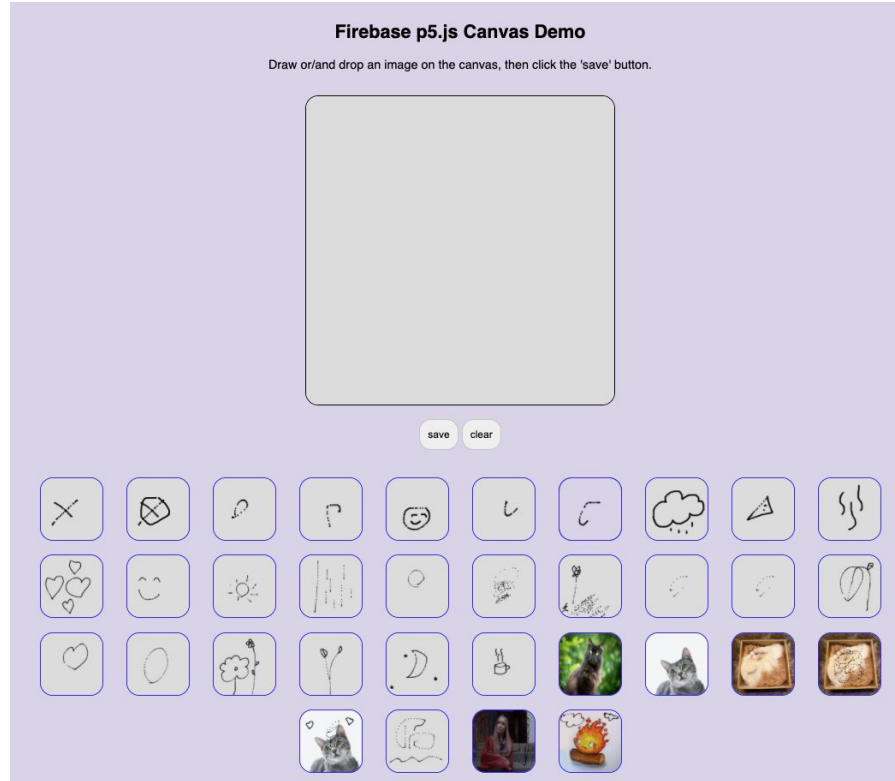 Firebase p5.js Canvas Demo
Draw or/and drop an image on the canvas, then click the 'save' button.
save clear